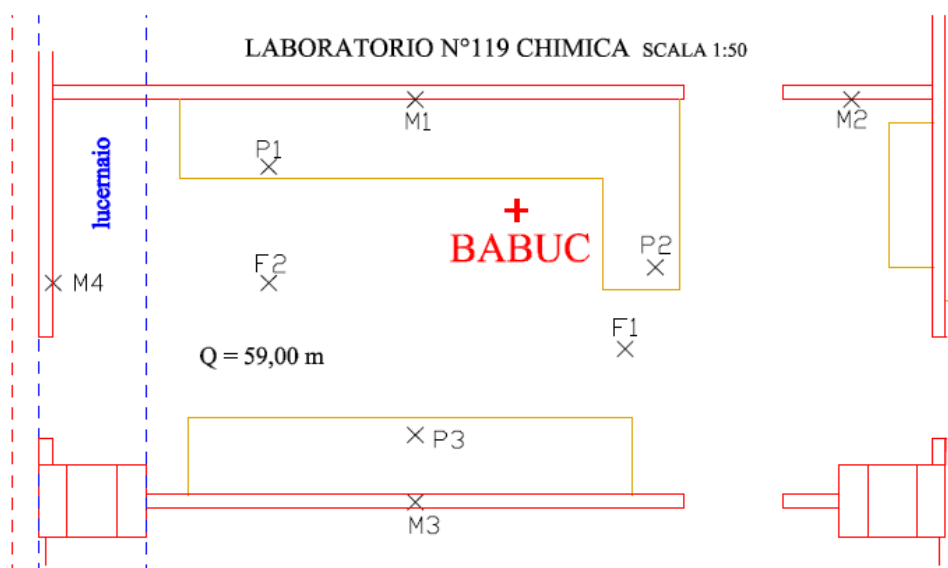 LABORATORIO N°119 CHIMICA SCALA 1:50
M1
M2
lucernaio
P1
BABUC
P2
F2
M4
F1
Q = 59,00 m
P3
M3